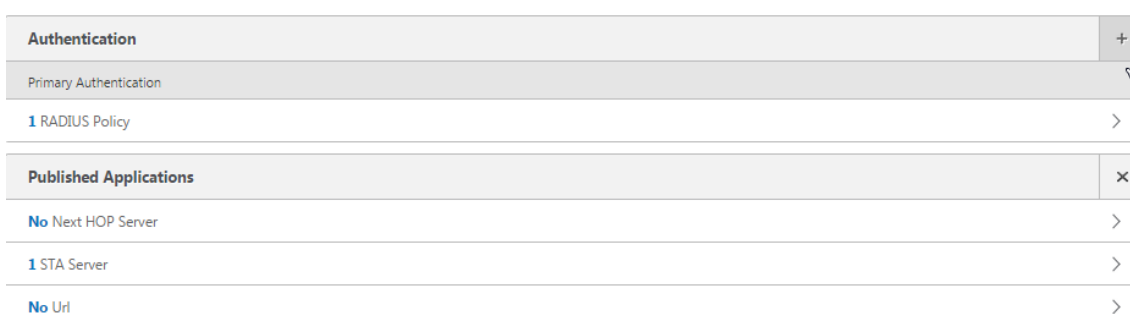 Authentication
+
Primary Authentication
1 RADIUS Policy
Published Applications
×
No Next HOP Server
1 STA Server
No Url